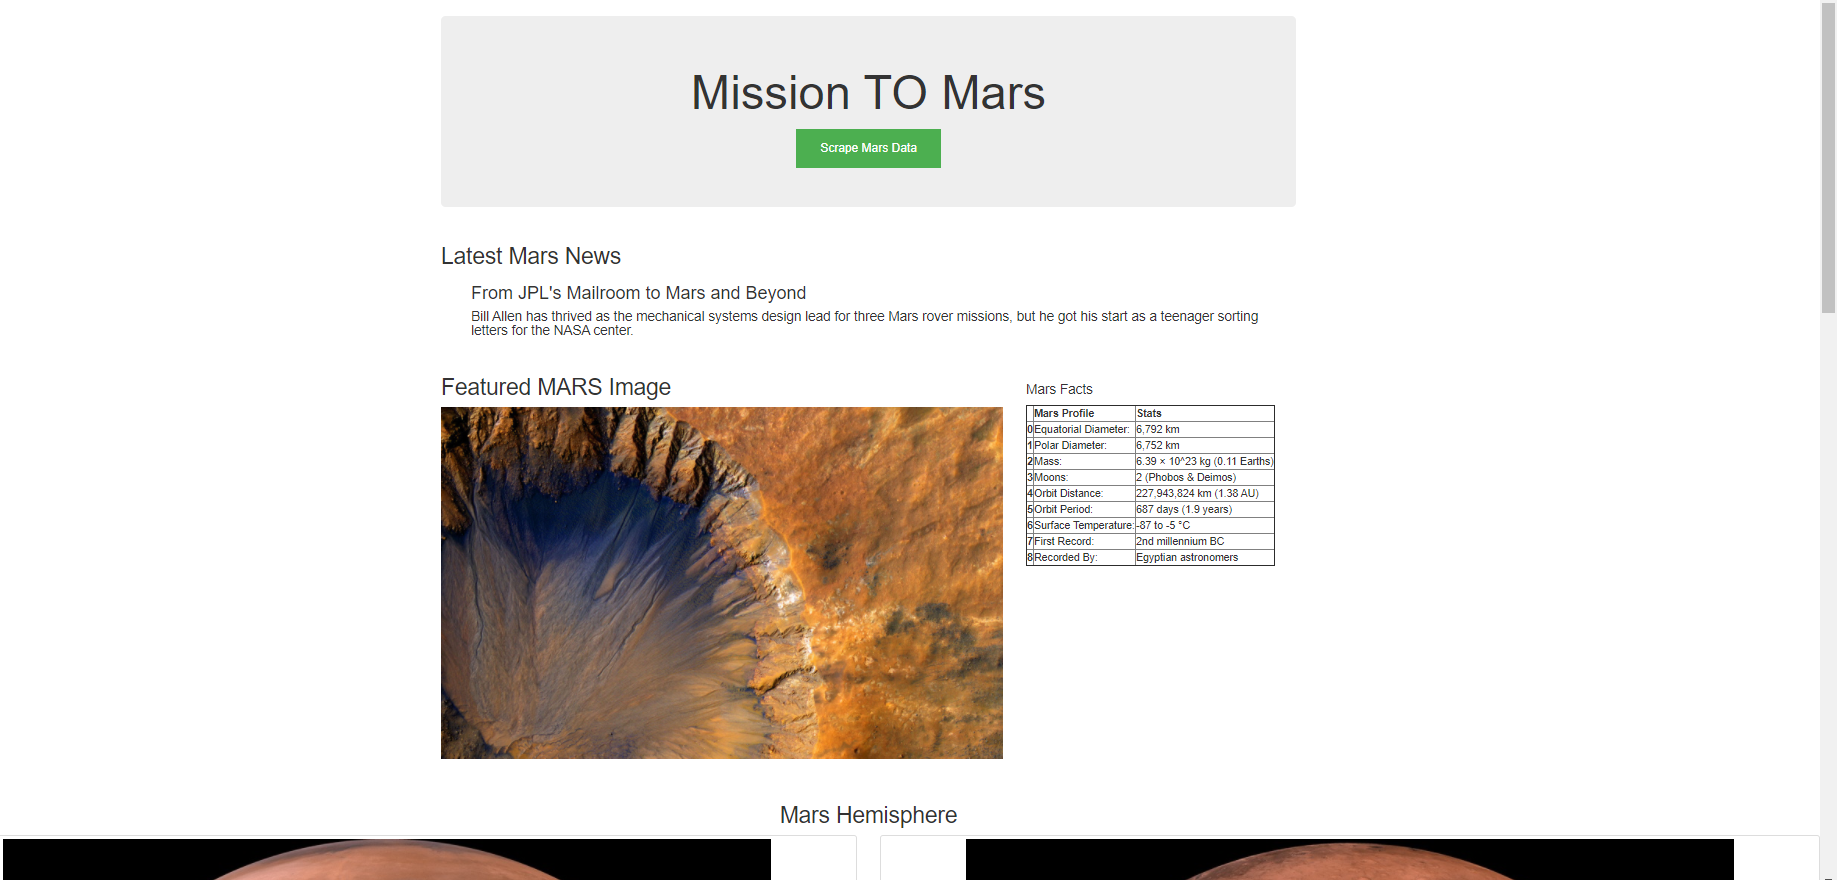 Mission TO Mars
Scrape Mars Data
Latest Mars News
From JPL's Mailroom to Mars and Beyond
Bill Allen has thrived as the mechanical systems design lead for three Mars rover missions, but he got his start as a teenager sorting
letters for the NASA center.
Featured MARS Image
Mars Facts
Mars Profile Stats
0 Equatorial Diameter: 6,792 km
1 Polar Diameter: 6,752 km
2 Mass: 6.39 × 10^23 kg (0.11 Earths)
3 Moons: 2 (Phobos & Deimos)
4 Orbit Distance: 227,943,824 km (1.38 AU)
5 Orbit Period: 687 days (1.9 years)
6 Surface Temperature: -87 to -5 °C
7 First Record: 2nd millennium BC
8 Recorded By: Egyptian astronomers
Mars Hemisphere